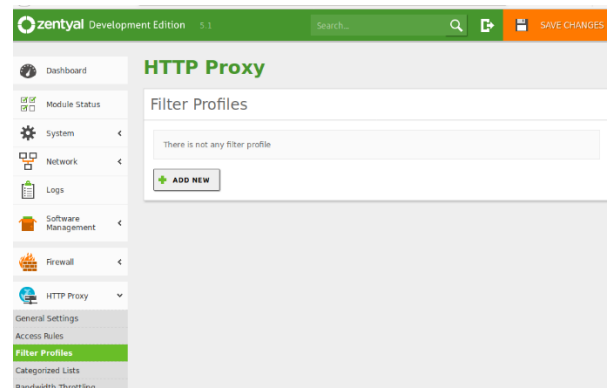 zentyal Development Edition 5.1
Search...
SAVE CHANGES
Dashboard
Module Status
System
Network
Logs
Software
Management
Firewall
HTTP Proxy
General Settings
Access Rules
Filter Profiles
Categorized Lists
Bandwidth Throttling
HTTP Proxy
Filter Profiles
There is not any filter profile
ADD NEW